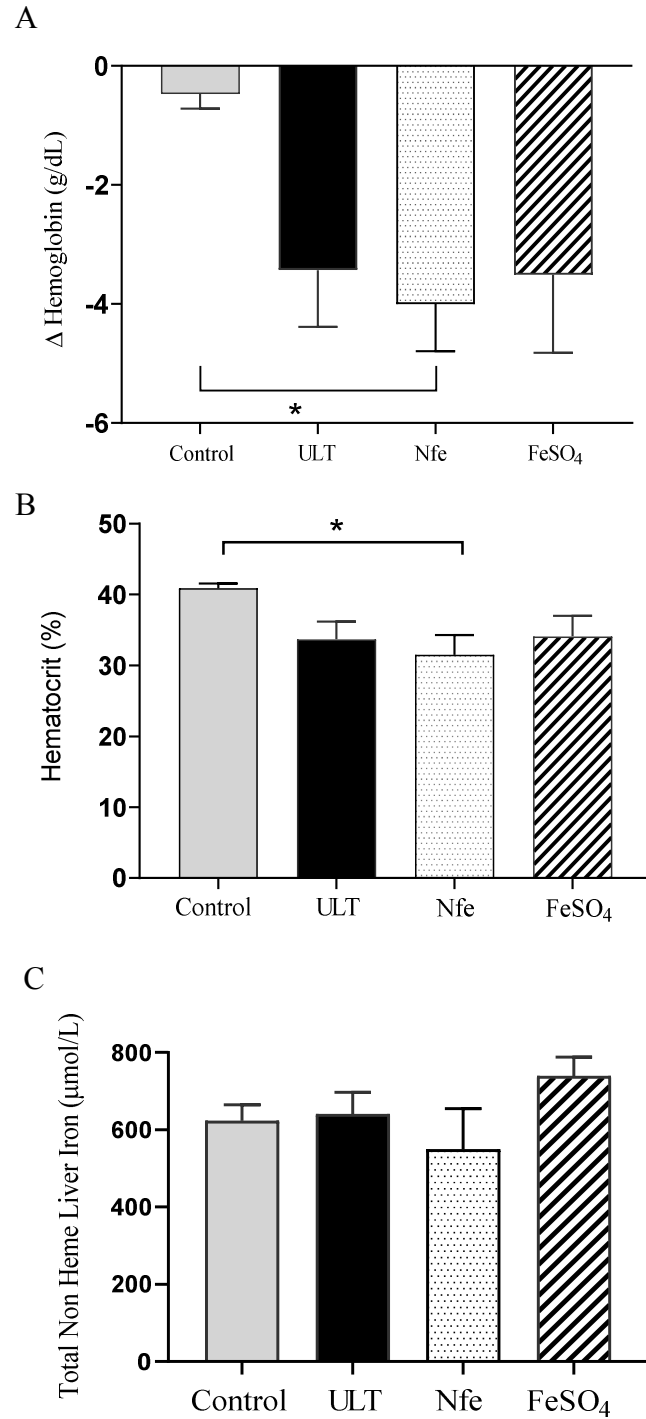 A
Δ Hemoglobin (g/dL)
0
-2
-4
-6
*
Control ULT Nfe FeSO₄
B
Hematocrit (%)
50
40
30
20
10
0
*
Control ULT Nfe FeSO₄
C
Total Non Heme Liver Iron (µmol/L)
800
600
400
200
0
Control ULT Nfe FeSO₄